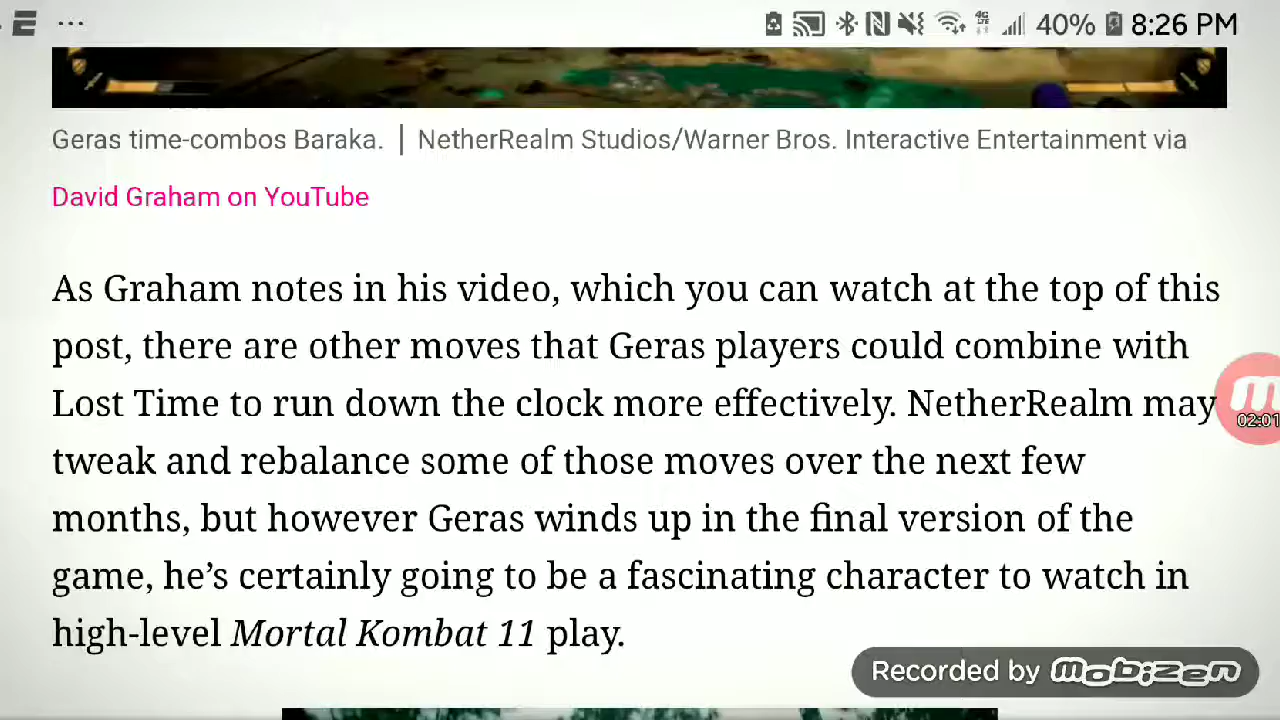 E ... 4G LTE 40% 8:26 PM
Geras time-combos Baraka. | NetherRealm Studios/Warner Bros. Interactive Entertainment via
David Graham on YouTube
As Graham notes in his video, which you can watch at the top of this
post, there are other moves that Geras players could combine with
Lost Time to run down the clock more effectively. NetherRealm may
02:01
tweak and rebalance some of those moves over the next few
months, but however Geras winds up in the final version of the
game, he’s certainly going to be a fascinating character to watch in
high-level Mortal Kombat 11 play.
Recorded by mobizen